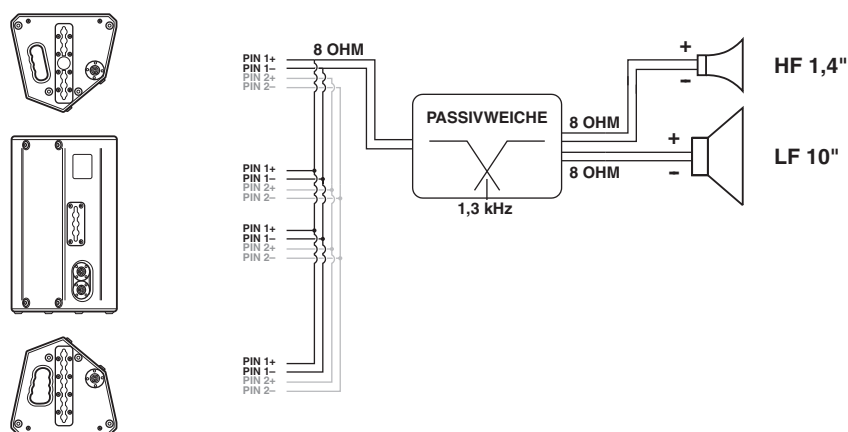 8 OHM
PIN 1+
PIN 1–
PIN 2+
PIN 2–
+
–
HF 1,4"
PASSIVWEICHE
8 OHM
+
–
LF 10"
8 OHM
1,3 kHz
PIN 1+
PIN 1–
PIN 2+
PIN 2–
PIN 1+
PIN 1–
PIN 2+
PIN 2–
PIN 1+
PIN 1–
PIN 2+
PIN 2–